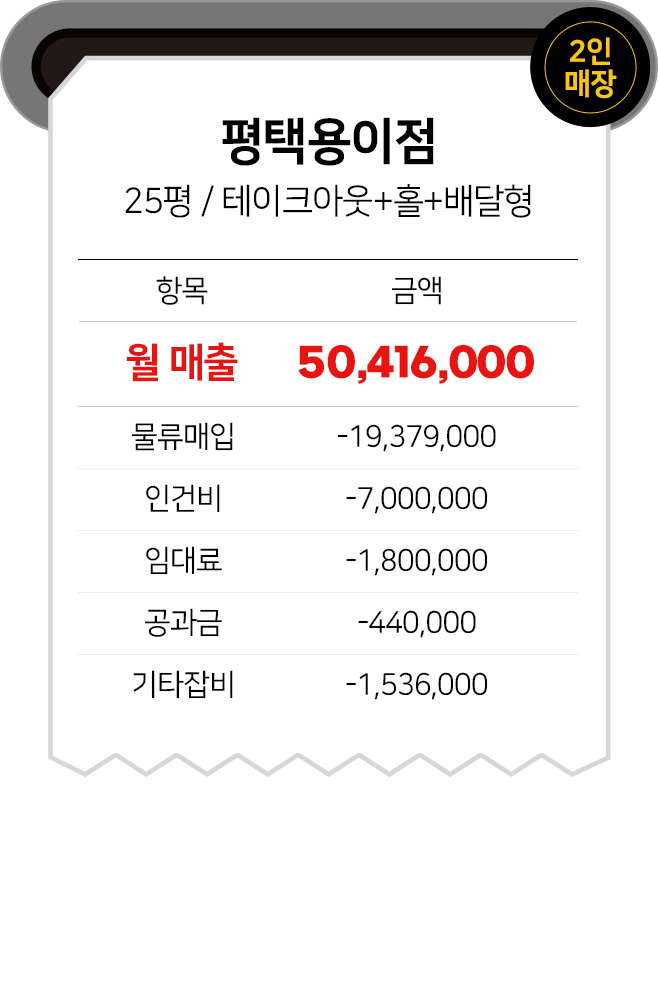 2인
매장
평택용이점
25평 / 테이크아웃+홀+배달형
항목 금액
월 매출 50,416,000
물류매입 -19,379,000
인건비 -7,000,000
임대료 -1,800,000
공과금 -440,000
기타잡비 -1,536,000